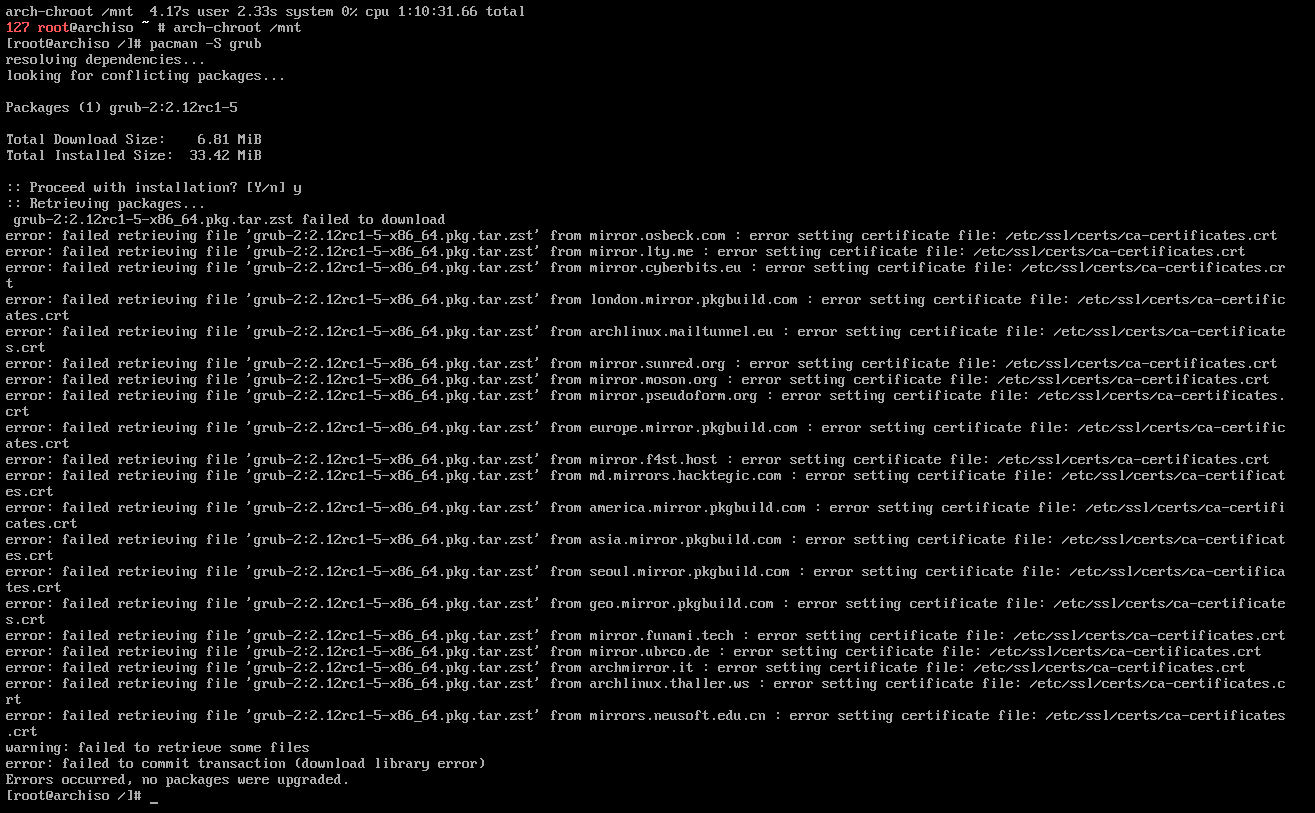 arch-chroot /mnt  4.17s user 2.33s system 0% cpu 1:10:31.66 total
127 root@archiso ~ # arch-chroot /mnt
[root@archiso /]# pacman -S grub
resolving dependencies...
looking for conflicting packages...
Packages (1) grub-2:2.12rc1-5
Total Download Size:    6.81 MiB
Total Installed Size:  33.42 MiB
:: Proceed with installation? [Y/n] y
:: Retrieving packages...
 grub-2:2.12rc1-5-x86_64.pkg.tar.zst failed to download
error: failed retrieving file 'grub-2:2.12rc1-5-x86_64.pkg.tar.zst' from mirror.osbeck.com : error setting certificate file: /etc/ssl/certs/ca-certificates.crt
error: failed retrieving file 'grub-2:2.12rc1-5-x86_64.pkg.tar.zst' from mirror.lty.me : error setting certificate file: /etc/ssl/certs/ca-certificates.crt
error: failed retrieving file 'grub-2:2.12rc1-5-x86_64.pkg.tar.zst' from mirror.cyberbits.eu : error setting certificate file: /etc/ssl/certs/ca-certificates.cr
t
error: failed retrieving file 'grub-2:2.12rc1-5-x86_64.pkg.tar.zst' from london.mirror.pkgbuild.com : error setting certificate file: /etc/ssl/certs/ca-certific
ates.crt
error: failed retrieving file 'grub-2:2.12rc1-5-x86_64.pkg.tar.zst' from archlinux.mailtunnel.eu : error setting certificate file: /etc/ssl/certs/ca-certificate
s.crt
error: failed retrieving file 'grub-2:2.12rc1-5-x86_64.pkg.tar.zst' from mirror.sunred.org : error setting certificate file: /etc/ssl/certs/ca-certificates.crt
error: failed retrieving file 'grub-2:2.12rc1-5-x86_64.pkg.tar.zst' from mirror.moson.org : error setting certificate file: /etc/ssl/certs/ca-certificates.crt
error: failed retrieving file 'grub-2:2.12rc1-5-x86_64.pkg.tar.zst' from mirror.pseudoform.org : error setting certificate file: /etc/ssl/certs/ca-certificates.
crt
error: failed retrieving file 'grub-2:2.12rc1-5-x86_64.pkg.tar.zst' from europe.mirror.pkgbuild.com : error setting certificate file: /etc/ssl/certs/ca-certific
ates.crt
error: failed retrieving file 'grub-2:2.12rc1-5-x86_64.pkg.tar.zst' from mirror.f4st.host : error setting certificate file: /etc/ssl/certs/ca-certificates.crt
error: failed retrieving file 'grub-2:2.12rc1-5-x86_64.pkg.tar.zst' from md.mirrors.hacktegic.com : error setting certificate file: /etc/ssl/certs/ca-certificat
es.crt
error: failed retrieving file 'grub-2:2.12rc1-5-x86_64.pkg.tar.zst' from america.mirror.pkgbuild.com : error setting certificate file: /etc/ssl/certs/ca-certifi
cates.crt
error: failed retrieving file 'grub-2:2.12rc1-5-x86_64.pkg.tar.zst' from asia.mirror.pkgbuild.com : error setting certificate file: /etc/ssl/certs/ca-certificat
es.crt
error: failed retrieving file 'grub-2:2.12rc1-5-x86_64.pkg.tar.zst' from seoul.mirror.pkgbuild.com : error setting certificate file: /etc/ssl/certs/ca-certifica
tes.crt
error: failed retrieving file 'grub-2:2.12rc1-5-x86_64.pkg.tar.zst' from geo.mirror.pkgbuild.com : error setting certificate file: /etc/ssl/certs/ca-certificate
s.crt
error: failed retrieving file 'grub-2:2.12rc1-5-x86_64.pkg.tar.zst' from mirror.funami.tech : error setting certificate file: /etc/ssl/certs/ca-certificates.crt
error: failed retrieving file 'grub-2:2.12rc1-5-x86_64.pkg.tar.zst' from mirror.ubrco.de : error setting certificate file: /etc/ssl/certs/ca-certificates.crt
error: failed retrieving file 'grub-2:2.12rc1-5-x86_64.pkg.tar.zst' from archmirror.it : error setting certificate file: /etc/ssl/certs/ca-certificates.crt
error: failed retrieving file 'grub-2:2.12rc1-5-x86_64.pkg.tar.zst' from archlinux.thaller.ws : error setting certificate file: /etc/ssl/certs/ca-certificates.c
rt
error: failed retrieving file 'grub-2:2.12rc1-5-x86_64.pkg.tar.zst' from mirrors.neusoft.edu.cn : error setting certificate file: /etc/ssl/certs/ca-certificates
.crt
warning: failed to retrieve some files
error: failed to commit transaction (download library error)
Errors occurred, no packages were upgraded.
[root@archiso /]# _